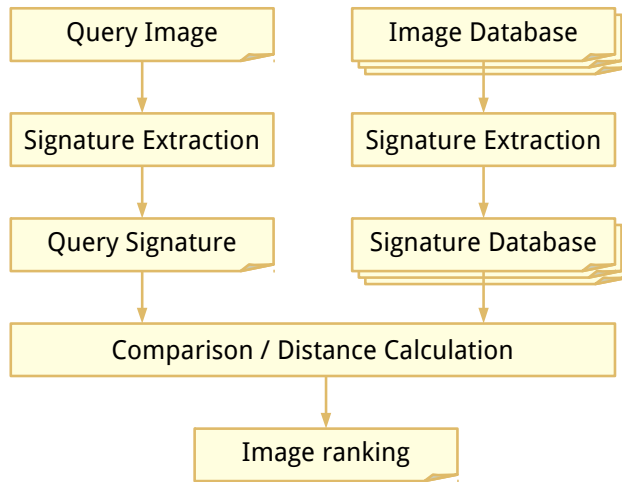 Query Image
Image Database
Signature Extraction
Signature Extraction
Query Signature
Signature Database
Comparison / Distance Calculation
Image ranking